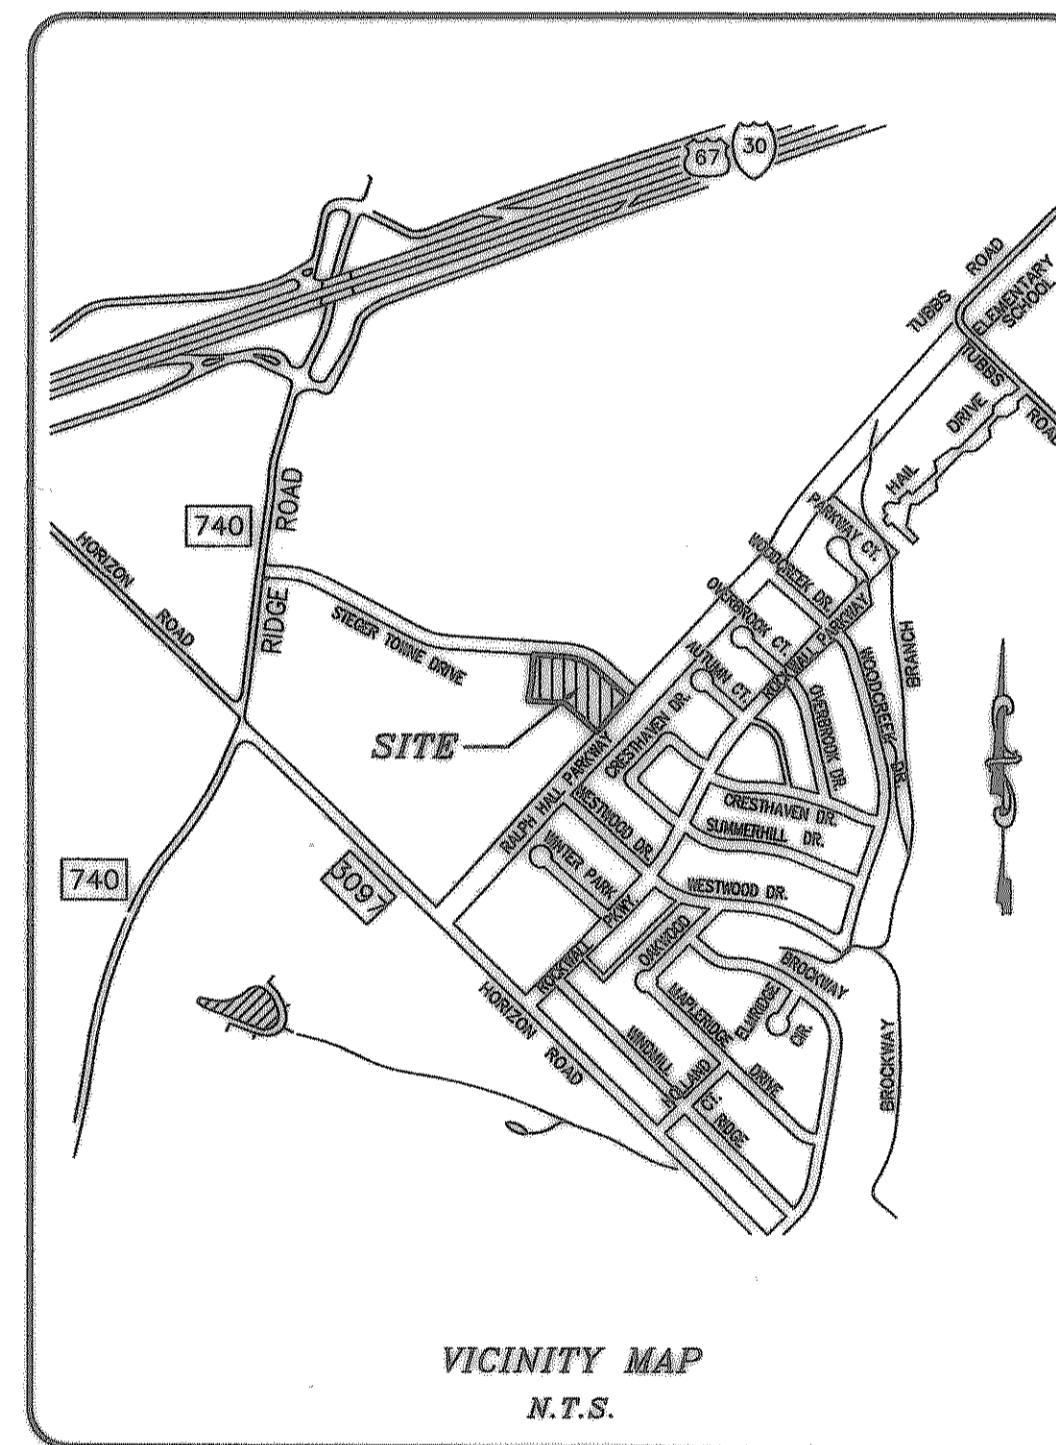 67
30
TUBBS ROAD
ELEMENTARY
SCHOOL
TUBBS ROAD
HAIL DRIVE
740
RIDGE ROAD
HORIZON ROAD
PARKWAY CT.
WOODCREEK DR.
OVERBROOK CT.
AUTUMN CT.
ROCKWALL PARKWAY
STEGER TOWNE DRIVE
BRANCH
WOODCREEK DR.
OVERBROOK DR.
CRESTHAVEN DR.
SITE
RALPH HALL PARKWAY
CRESTHAVEN DR.
SUMMERHILL DR.
WESTWOOD DR.
WINTER PARK
WESTWOOD DR.
740
3097
ROCKWALL PKWY
OAKWOOD
BROCKWAY
ELMRIDGE CIR.
MAPLERIDGE DRIVE
HORIZON ROAD
WINDMILL RIDGE
HOLLAND CT.
BROCKWAY
VICINITY MAP
N.T.S.